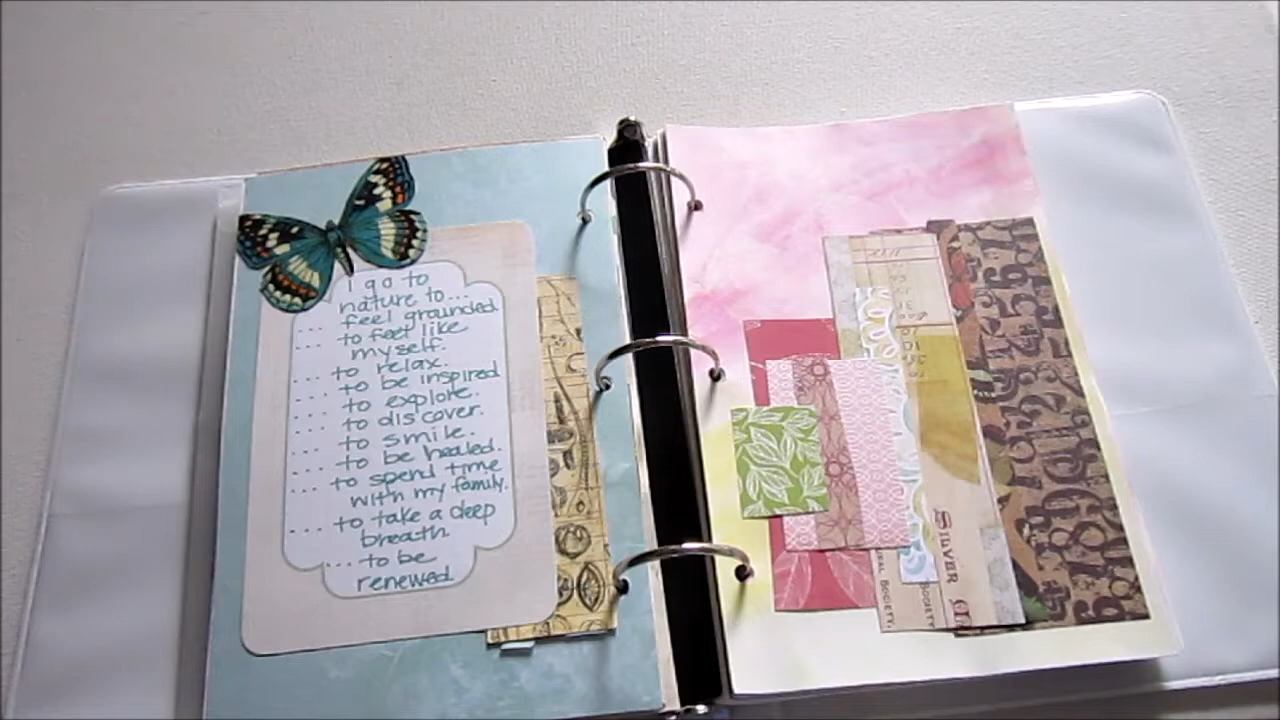 I go to
nature to...
feel grounded
... to feel like
... myself.
... to relax.
... to be inspired
... to explore.
... to discover.
... to smile.
... to be healed.
... to spend time
with my family.
... to take a deep
breath
... to be
renewed.
SILVER
SOCIETY.
SOCIETY